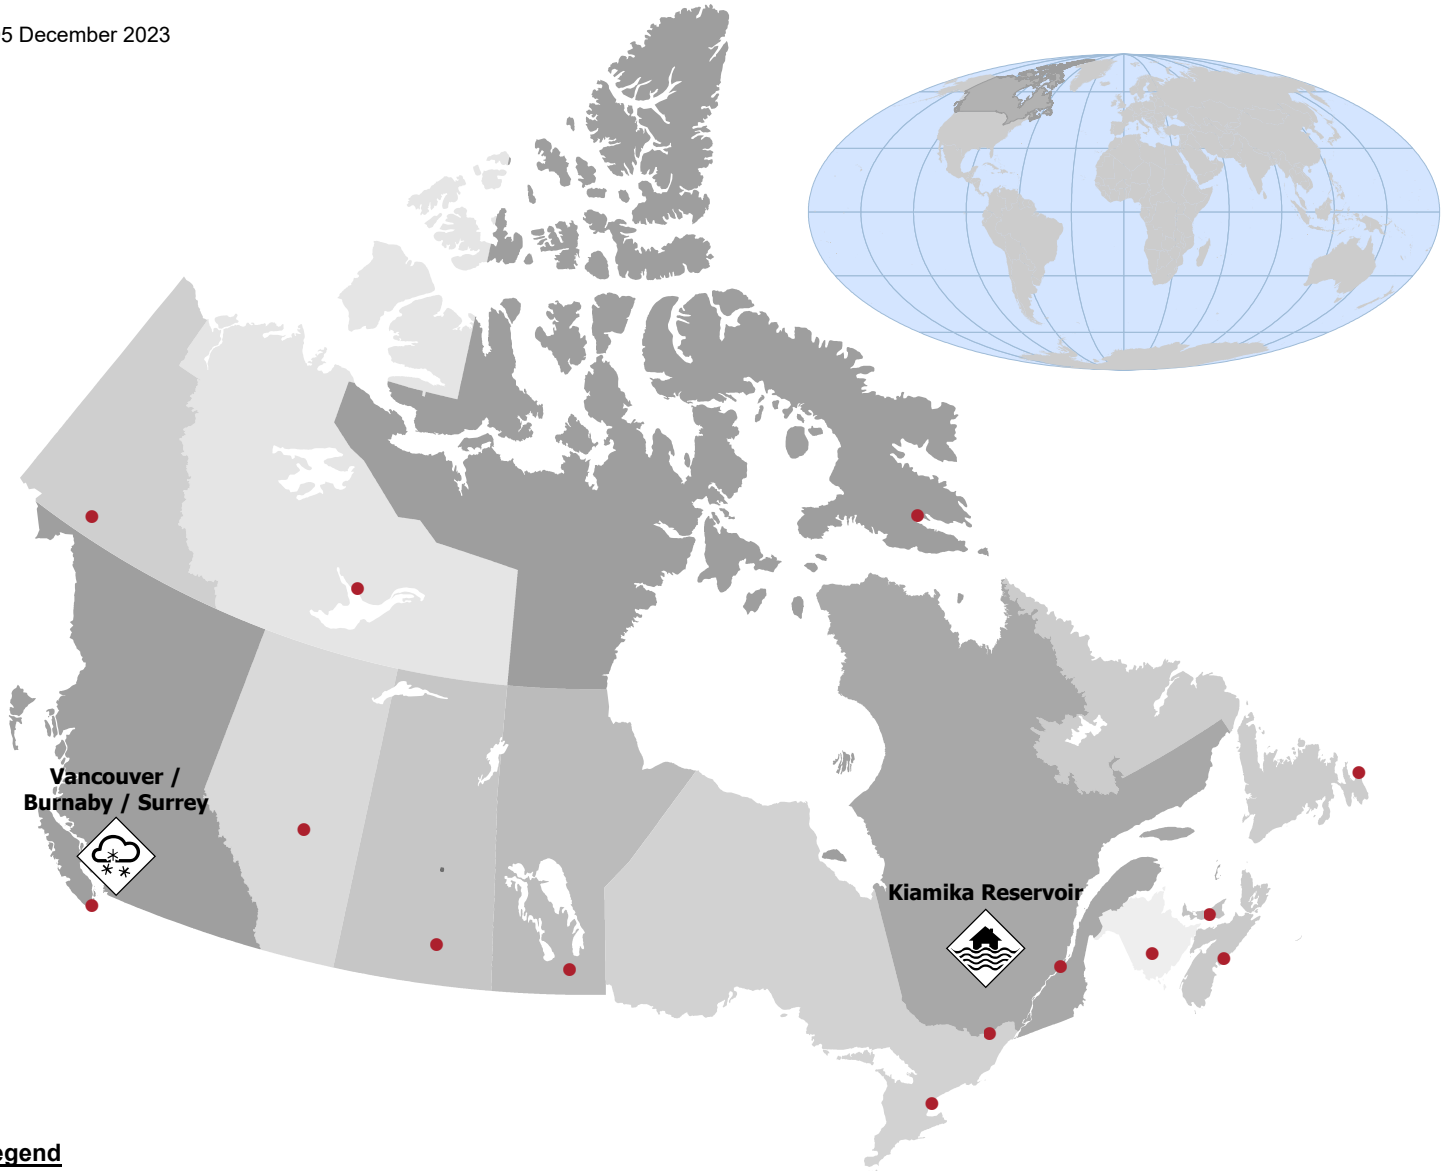 5 December 2023
Vancouver /
Burnaby / Surrey
Kiamika Reservoir
egend